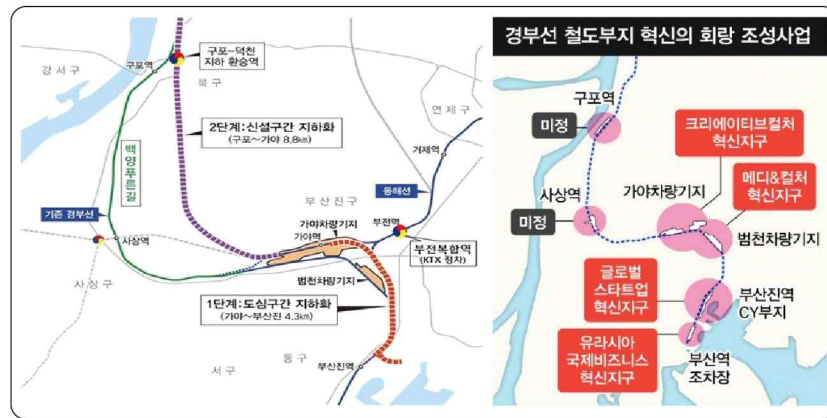 구포-덕천
지하 환승역
구포역
강서구
북구
연제구
2단계:신설구간 지하화
(구포~가야 8.8km)
거제역
백양푸른길
부산진구
동해선
기존 경부선
가야차량기지
가야역
부전역
사상역
부전복합역
(KTX 정차)
범천차량기지
사상구
1단계:도심구간 지하화
(가야~부산진 4.3km)
동구
서구
부산진역
경부선 철도부지 혁신의 회랑 조성사업
구포역
미정
크리에이티브컬처
혁신지구
사상역
가야차량기지
메디&컬처
혁신지구
미정
범천차량기지
글로벌
스타트업
혁신지구
부산진역
CY부지
유라시아
국제비즈니스
혁신지구
부산역
조차장